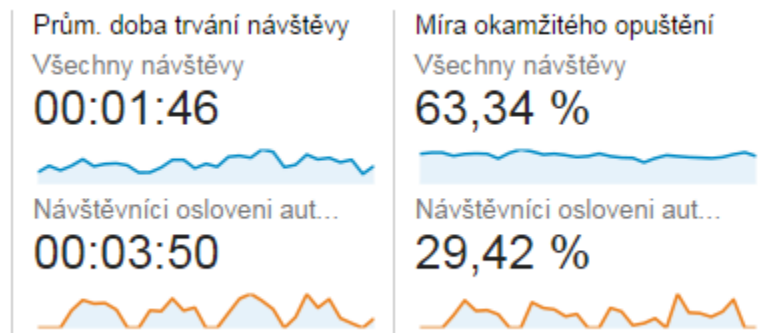 Prům. doba trvání návštěvy
Všechny návštěvy
00:01:46
Návštěvníci osloveni aut...
00:03:50
Míra okamžitého opuštění
Všechny návštěvy
63,34 %
Návštěvníci osloveni aut...
29,42 %